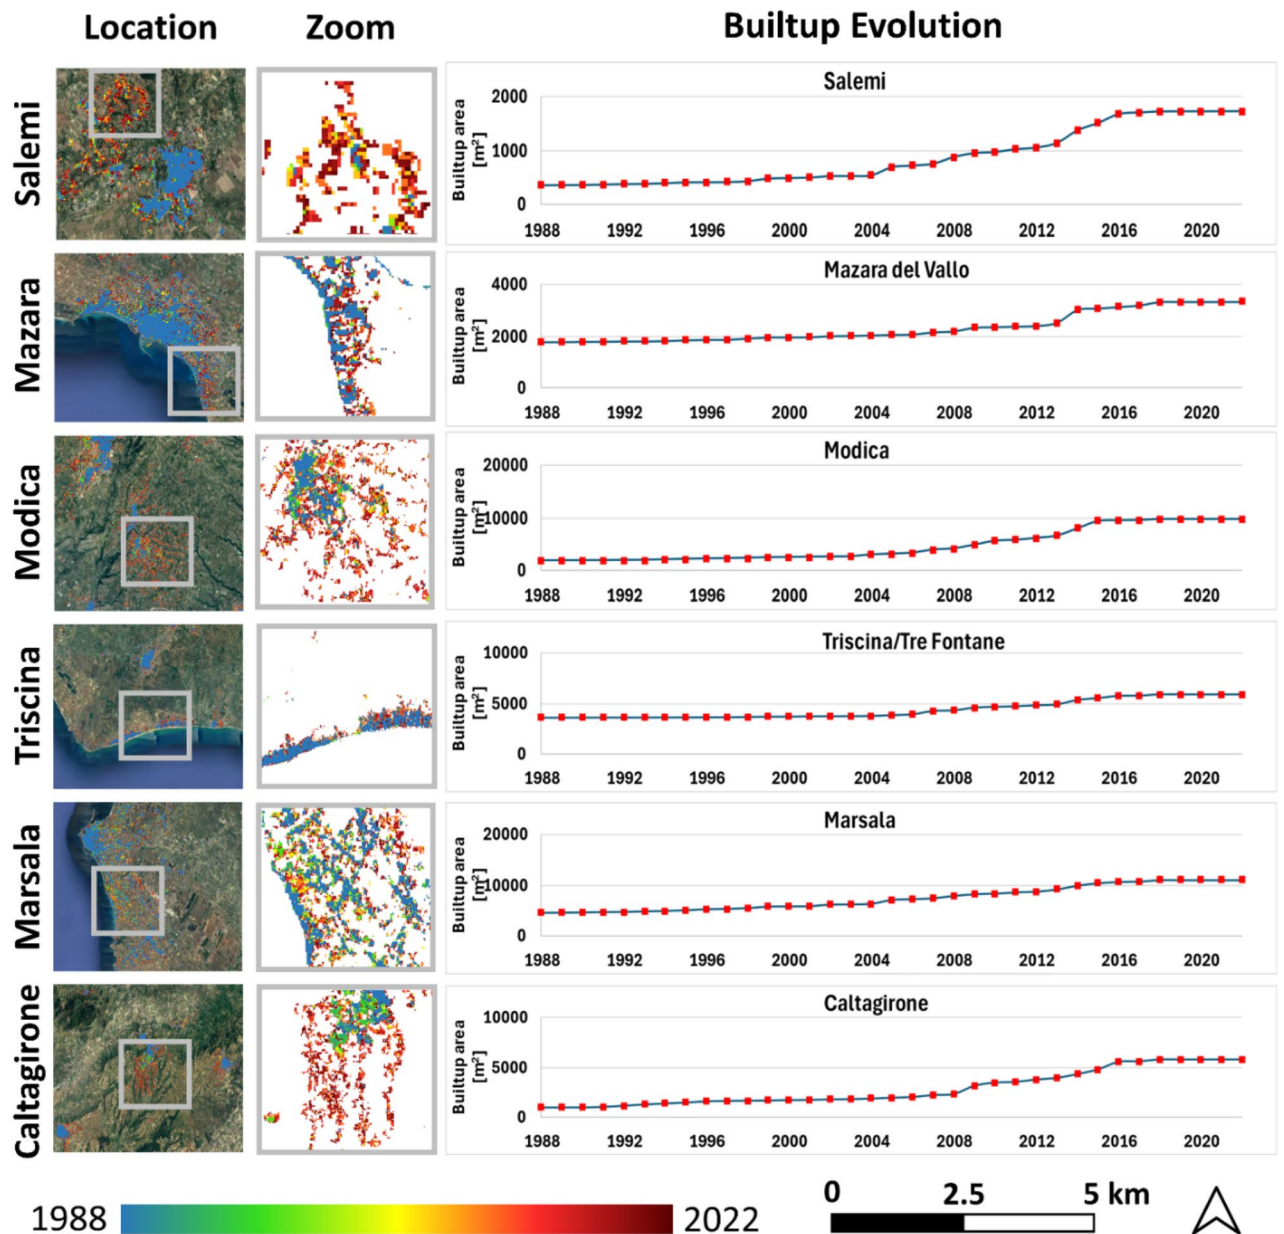 Location Zoom Builtup Evolution
Salemi
Salemi
Builtup area
[m²]
2000
1000
0
1988 1992 1996 2000 2004 2008 2012 2016 2020
Mazara
Mazara del Vallo
Builtup area
[m²]
4000
2000
0
1988 1992 1996 2000 2004 2008 2012 2016 2020
Modica
Modica
Builtup area
[m²]
20000
10000
0
1988 1992 1996 2000 2004 2008 2012 2016 2020
Triscina
Triscina/Tre Fontane
Builtup area
[m²]
10000
5000
0
1988 1992 1996 2000 2004 2008 2012 2016 2020
Marsala
Marsala
Builtup area
[m²]
20000
10000
0
1988 1992 1996 2000 2004 2008 2012 2016 2020
Caltagirone
Caltagirone
Builtup area
[m²]
10000
5000
0
1988 1992 1996 2000 2004 2008 2012 2016 2020
1988 2022
0 2.5 5 km